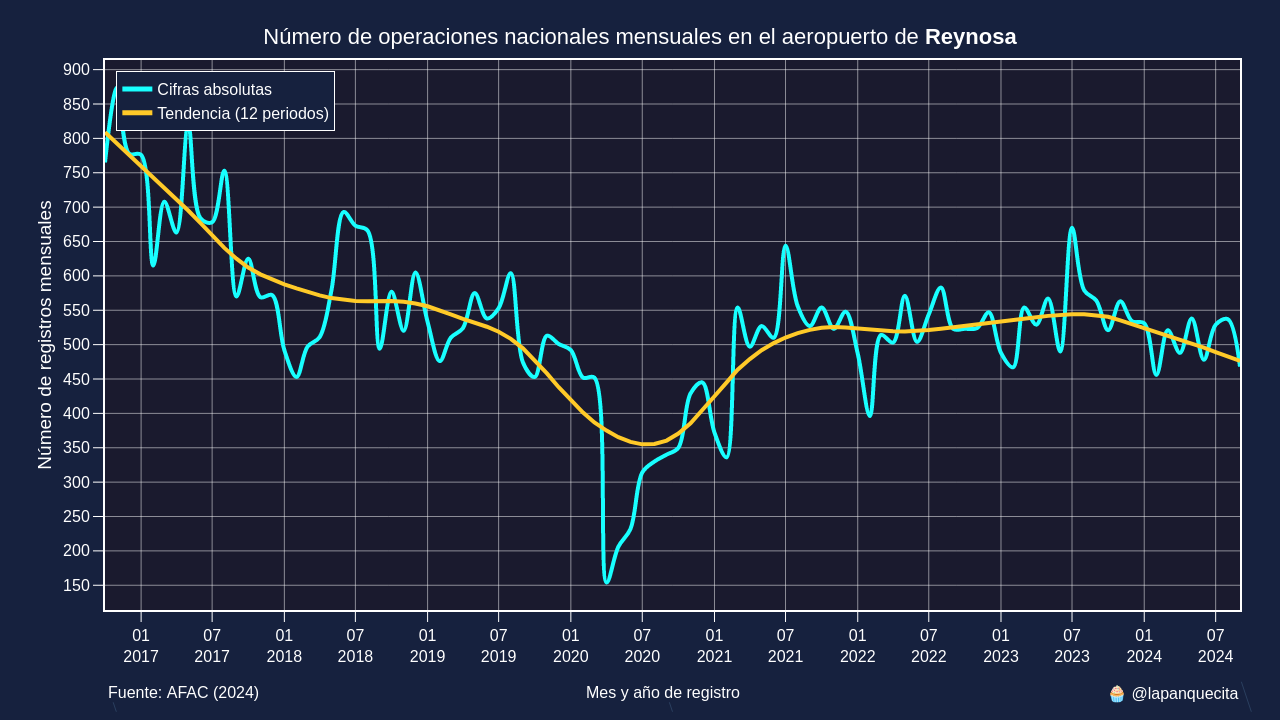 Número de operaciones nacionales mensuales en el aeropuerto de Reynosa
Cifras absolutas
Tendencia (12 periodos)
Número de registros mensuales
900
850
800
750
700
650
600
550
500
450
400
350
300
250
200
150
01 07 01 07 01 07 01 07 01 07 01 07 01 07 01 07
2017 2017 2018 2018 2019 2019 2020 2020 2021 2021 2022 2022 2023 2023 2024 2024
Fuente: AFAC (2024) Mes y año de registro 🧁 @lapanquecita